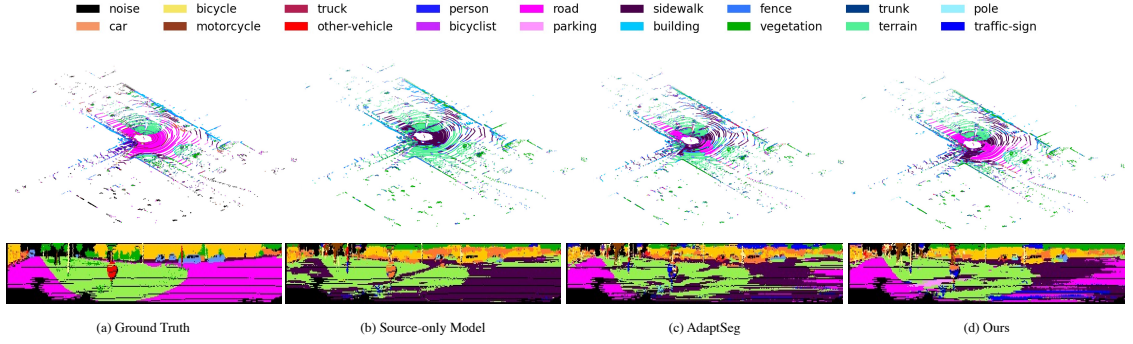 noise bicycle truck person road sidewalk fence trunk pole
car motorcycle other-vehicle bicyclist parking building vegetation terrain traffic-sign
(a) Ground Truth (b) Source-only Model (c) AdaptSeg (d) Ours